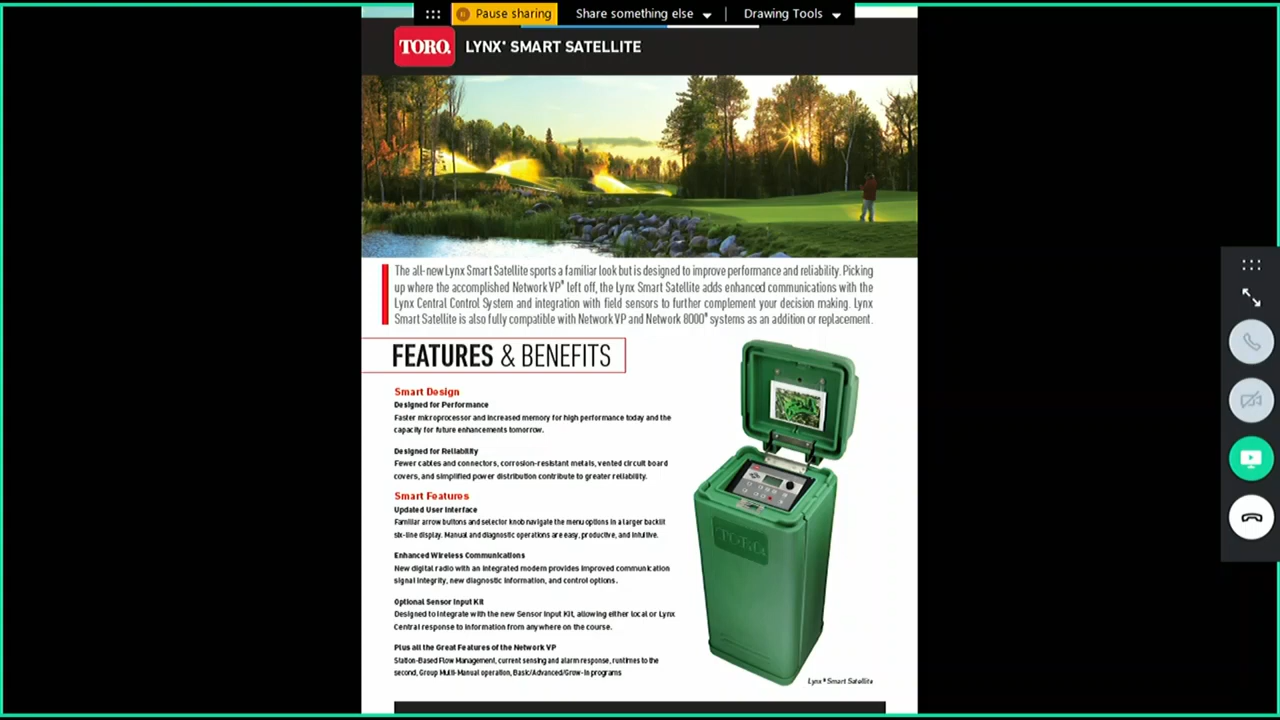 Pause sharing
Share something else
Drawing Tools
TORO.
LYNX® SMART SATELLITE
The all-new Lynx Smart Satellite sports a familiar look but is designed to improve performance and reliability. Picking
up where the accomplished Network VP® left off, the Lynx Smart Satellite adds enhanced communications with the
Lynx Central Control System and integration with field sensors to further complement your decision making. Lynx
Smart Satellite is also fully compatible with Network VP and Network 8000® systems as an addition or replacement.
FEATURES & BENEFITS
Smart Design
Designed for Performance
Faster microprocessor and increased memory for high performance today and the
capacity for future enhancements tomorrow.
Designed for Reliability
Fewer cables and connectors, corrosion-resistant metals, vented circuit board
covers, and simplified power distribution contribute to greater reliability.
Smart Features
Updated User Interface
Familiar arrow buttons and selector knob navigate the menu options in a larger backlit
six-line display. Manual and diagnostic operations are easy, productive, and intuitive.
Enhanced Wireless Communications
New digital radio with an integrated modem provides improved communication
signal integrity, new diagnostic information, and control options.
Optional Sensor Input Kit
Designed to integrate with the new Sensor Input Kit, allowing either local or Lynx
Central response to information from anywhere on the course.
Plus all the Great Features of the Network VP
Station-Based Flow Management, current sensing and alarm response, runtimes to the
second, Group Multi-Manual operation, Basic/Advanced/Grow-In programs
TORO
Lynx® Smart Satellite